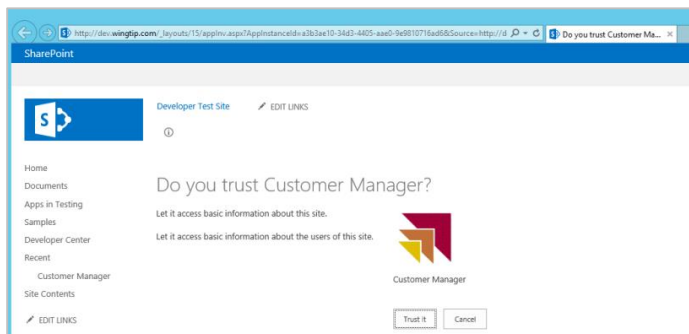 http://dev.wingtip.com/_layouts/15/appInv.aspx?AppInstanceId=a3b3ae10-34d3-4405-aae0-9e9810716ad6&Source=http://d
Do you trust Customer Ma...
SharePoint
Developer Test Site
EDIT LINKS
S
Home
Documents
Apps in Testing
Samples
Developer Center
Recent
Customer Manager
Site Contents
EDIT LINKS
Do you trust Customer Manager?
Let it access basic information about this site.
Let it access basic information about the users of this site.
Customer Manager
Trust It
Cancel